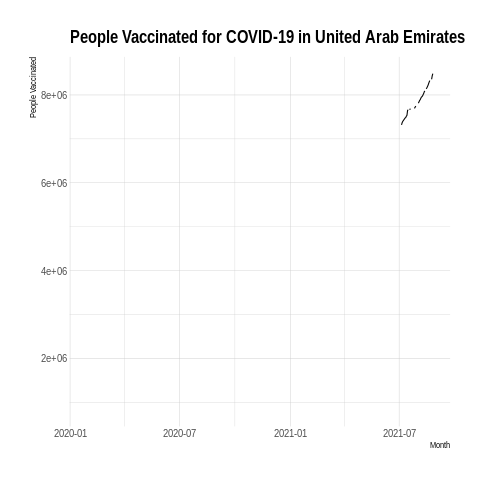 People Vaccinated for COVID-19 in United Arab Emirates
People Vaccinated
8e+06
6e+06
4e+06
2e+06
2020-01 2020-07 2021-01 2021-07
Month